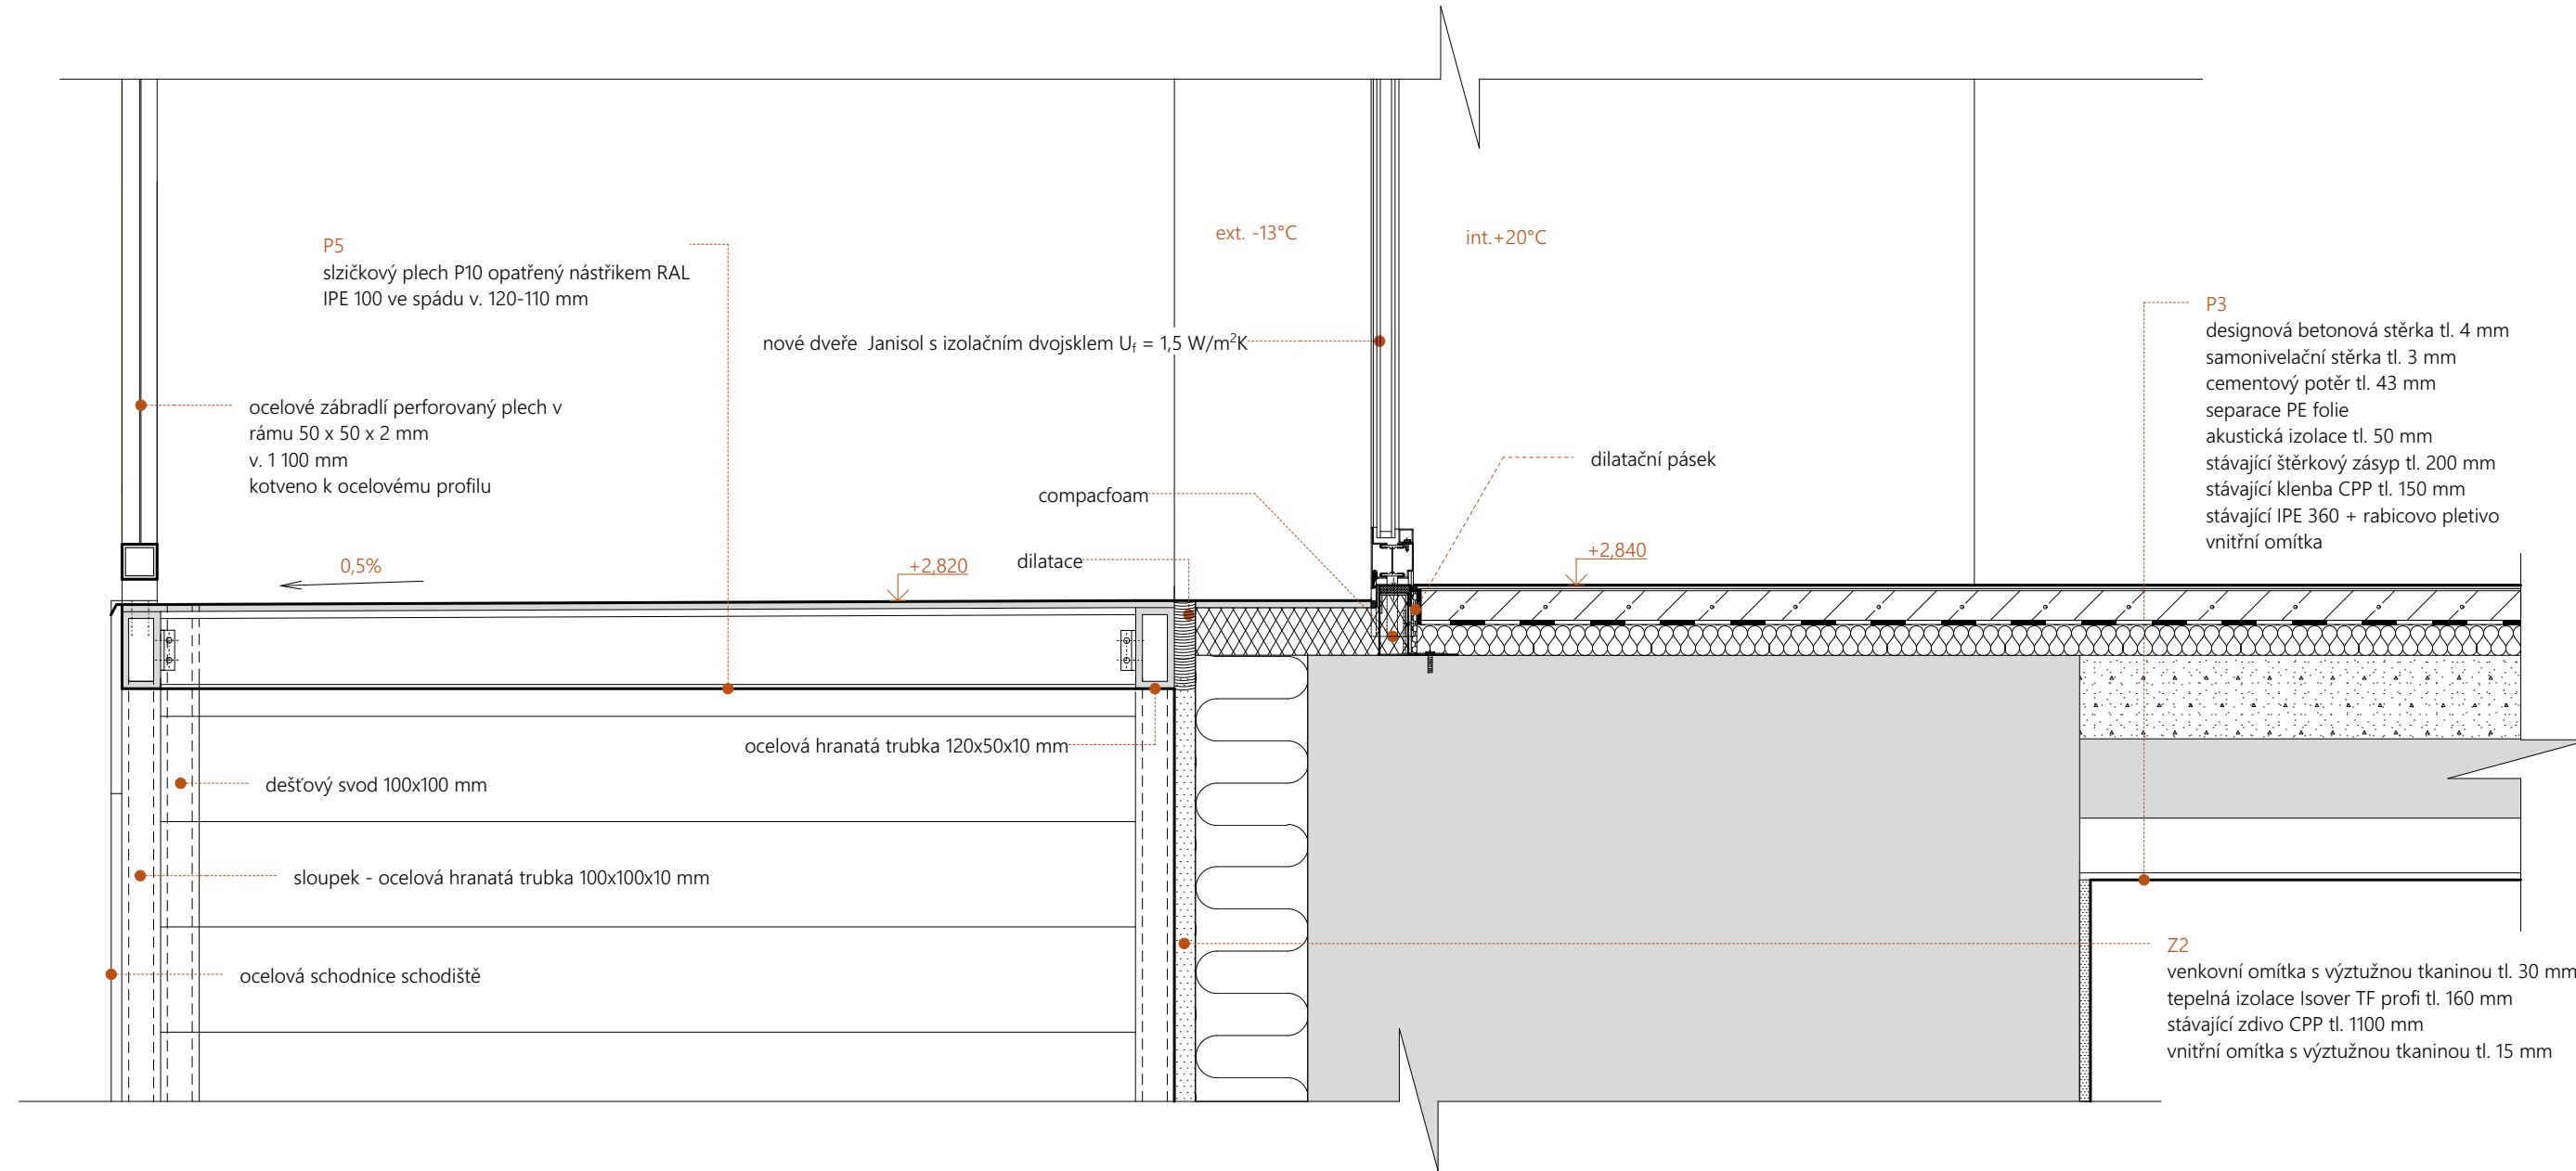 P5
slzičkový plech P10 opatřený nástřikem RAL
IPE 100 ve spádu v. 120-110 mm
ext. -13°C
int.+20°C
nové dveře  Janisol s izolačním dvojsklem U<sub>f</sub> = 1,5 W/m²K
P3
designová betonová stěrka tl. 4 mm
samonivelační stěrka tl. 3 mm
cementový potěr tl. 43 mm
separace PE folie
akustická izolace tl. 50 mm
stávající štěrkový zásyp tl. 200 mm
stávající klenba CPP tl. 150 mm
stávající IPE 360 + rabicovo pletivo
vnitřní omítka
ocelové zábradlí perforovaný plech v
rámu 50 x 50 x 2 mm
v. 1 100 mm
kotveno k ocelovému profilu
dilatační pásek
compacfoam
dilatace
0,5%
+2,820
+2,840
ocelová hranatá trubka 120x50x10 mm
dešťový svod 100x100 mm
sloupek - ocelová hranatá trubka 100x100x10 mm
ocelová schodnice schodiště
Z2
venkovní omítka s výztužnou tkaninou tl. 30 mm
tepelná izolace Isover TF profi tl. 160 mm
stávající zdivo CPP tl. 1100 mm
vnitřní omítka s výztužnou tkaninou tl. 15 mm